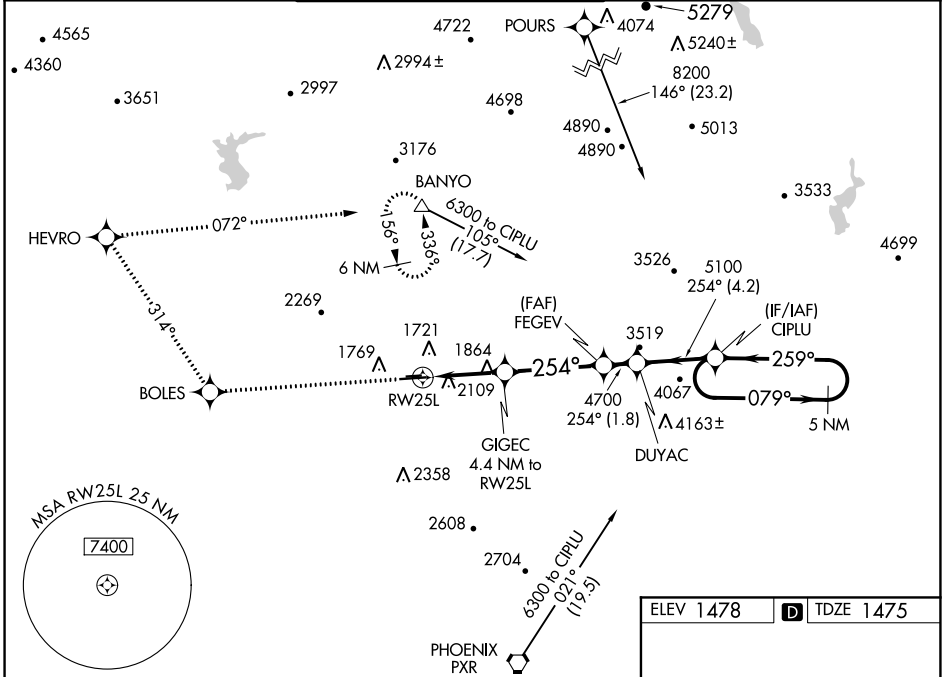 4565
4360
3651
2997
4722
2994±
4698
POURS
4074
5279
5240±
8200
146° (23.2)
4890
4890
5013
3176
BANYO
6300 to CIPLU
105°
(17.7)
156°
336°
6 NM
HEVRO
072°
3533
4699
314°
2269
3526
5100
254° (4.2)
(FAF)
FEGEV
(IF/IAF)
CIPLU
1721
1769
1864
3519
254°
259°
BOLES
RW25L
2109
4700
254° (1.8)
4067
079°
4163±
5 NM
GIGEC
4.4 NM to
RW25L
DUYAC
2358
MSA RW25L 25 NM
7400
2608
2704
6300 to CIPLU
021°
(19.5)
PHOENIX
PXR
ELEV 1478 D TDZE 1475